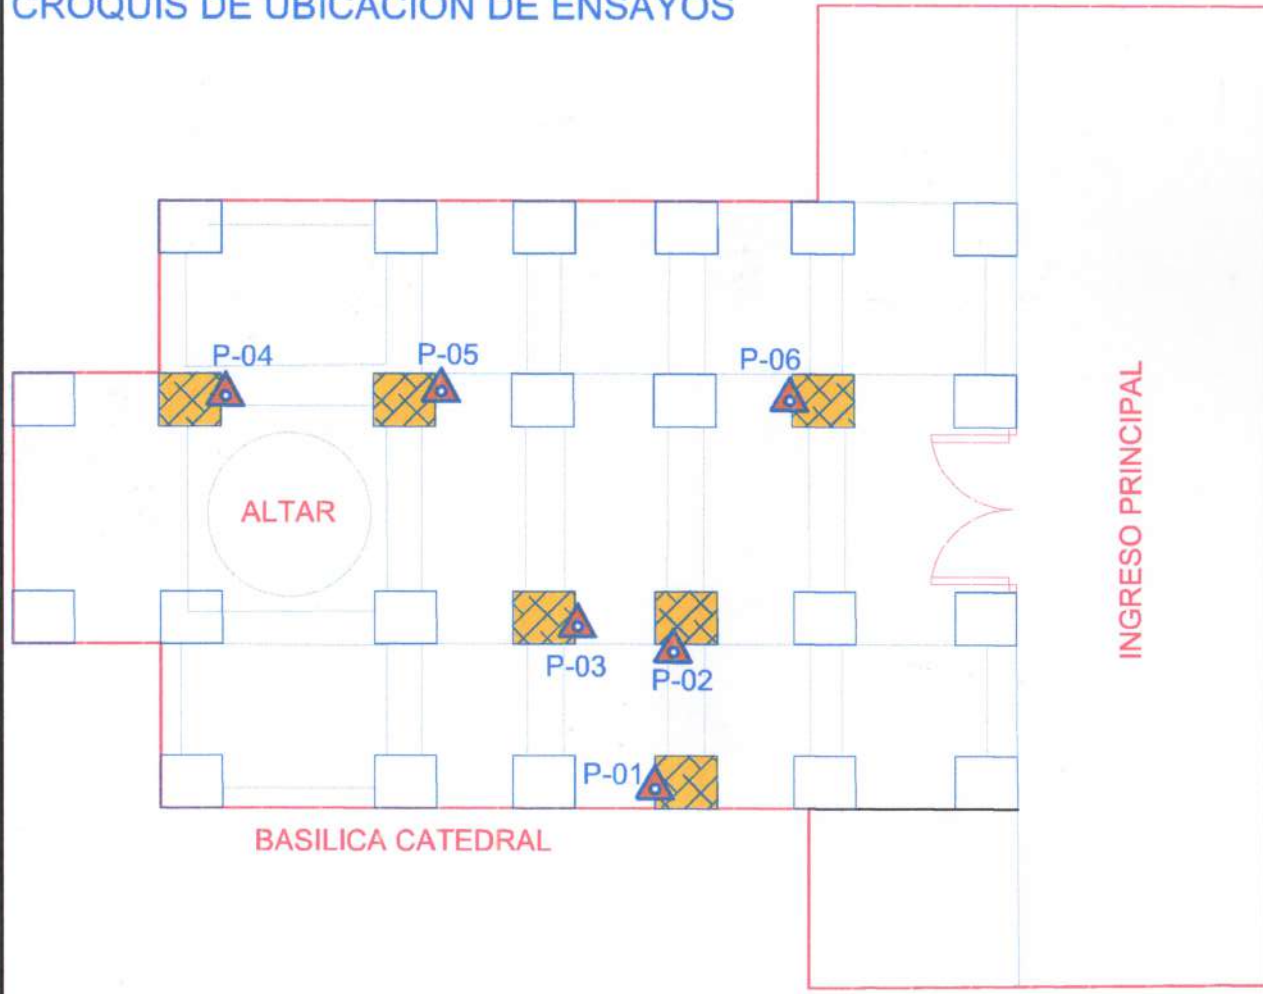 CROQUIS DE UBICACION DE ENSAYOS
P-04
P-05
P-06
ALTAR
INGRESO PRINCIPAL
P-03
P-02
P-01
BASILICA CATEDRAL